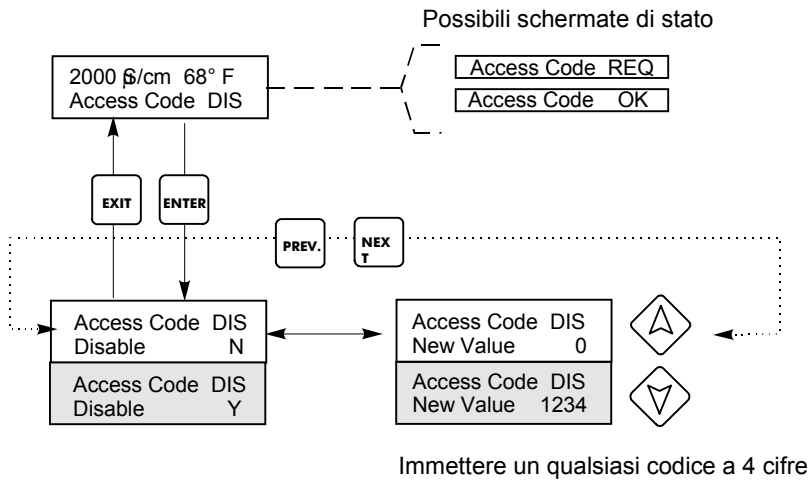 Possibili schermate di stato
2000 µS/cm 68° F
Access Code DIS
Access Code REQ
Access Code OK
EXIT
ENTER
PREV.
NEX
T
Access Code DIS
Disable N
Access Code DIS
Disable Y
Access Code DIS
New Value 0
Access Code DIS
New Value 1234
Immettere un qualsiasi codice a 4 cifre